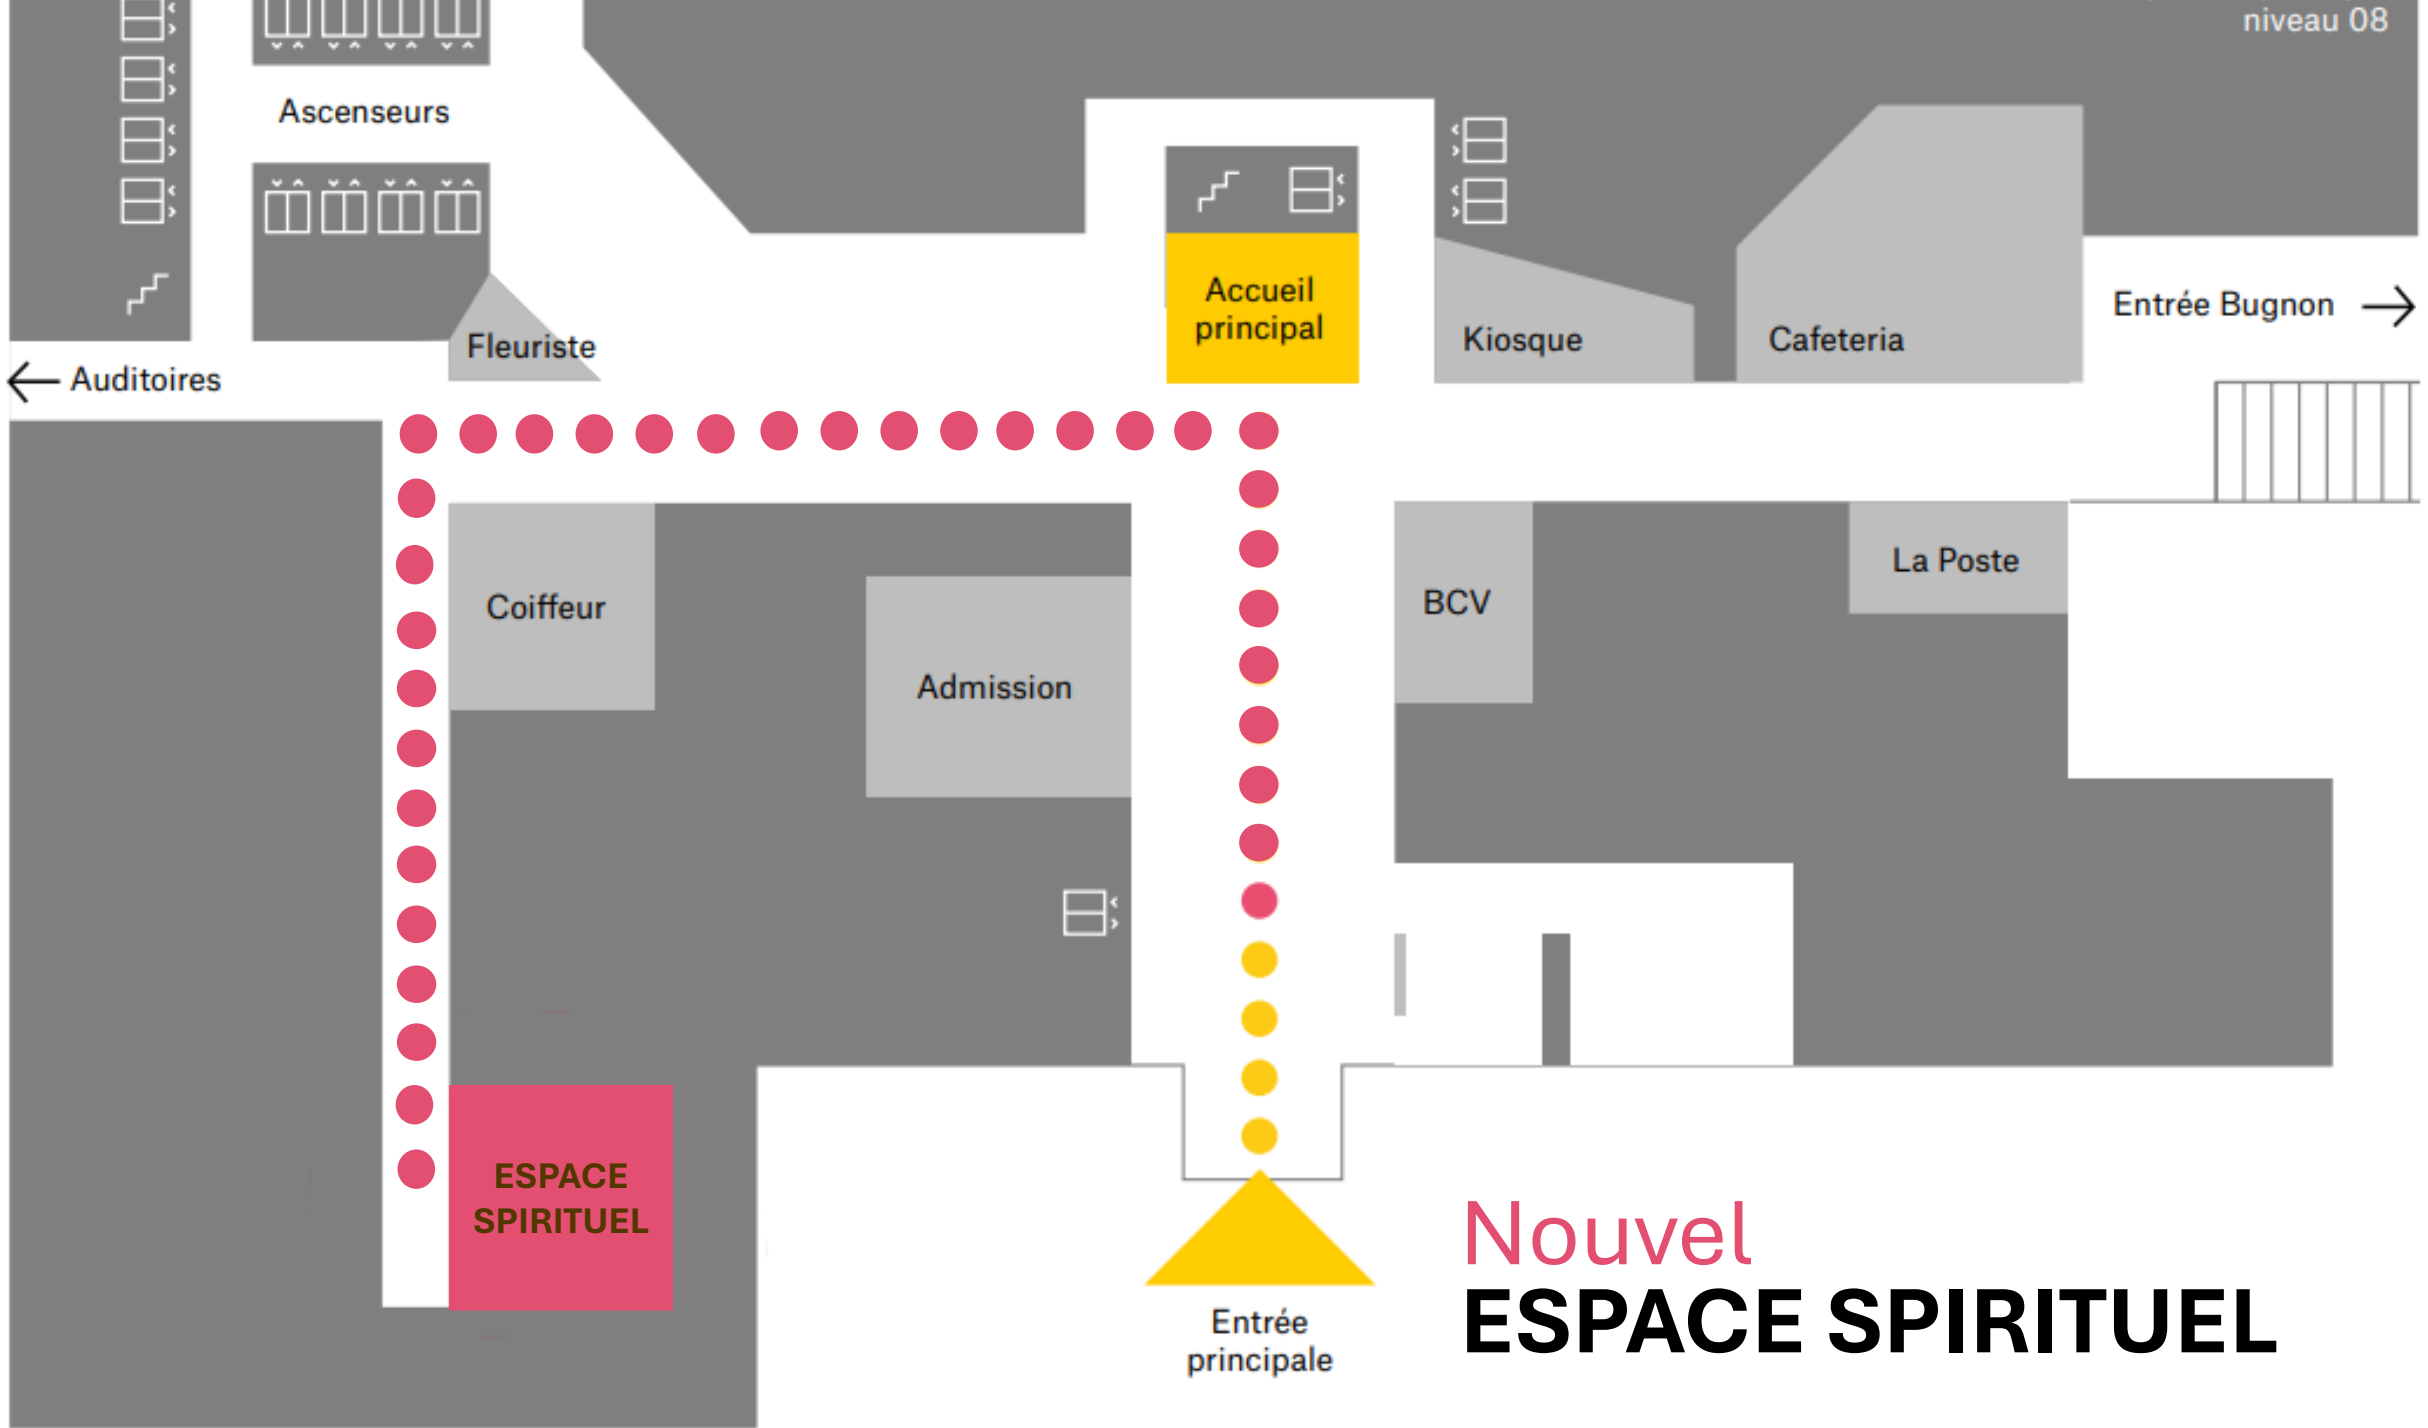 niveau 08
Ascenseurs
Accueil
principal
Entrée Bugnon
Fleuriste
Kiosque
Cafeteria
Auditoires
Coiffeur
Admission
BCV
La Poste
ESPACE
SPIRITUEL
Entrée
principale
Nouvel
ESPACE SPIRITUEL